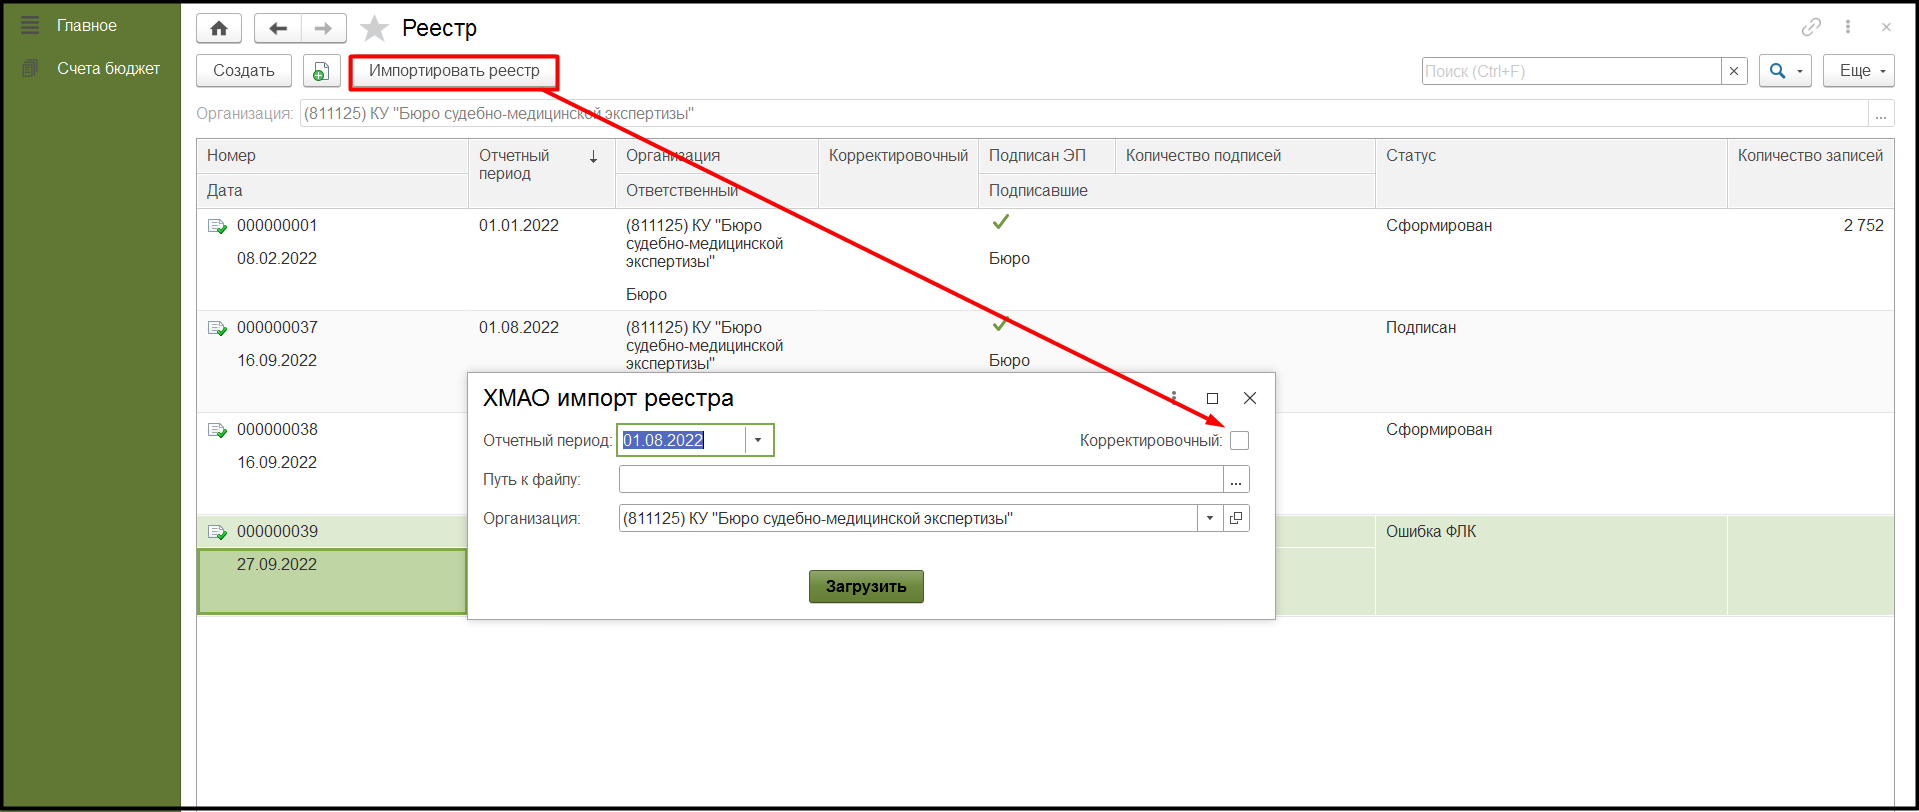 Главное
Счета бюджет
Реестр
Создать
Импортировать реестр
Поиск (Ctrl+F)
Еще
Организация: (811125) КУ "Бюро судебно-медицинской экспертизы"
Номер
Отчетный период
Организация
Корректировочный
Подписан ЭП
Количество подписей
Статус
Количество записей
Дата
Ответственный
Подписавшие
000000001
01.01.2022
(811125) КУ "Бюро
судебно-медицинской
экспертизы"
Сформирован
2 752
08.02.2022
Бюро
Бюро
000000037
01.08.2022
(811125) КУ "Бюро
судебно-медицинской
экспертизы"
Подписан
16.09.2022
Бюро
000000038
Сформирован
16.09.2022
000000039
Ошибка ФЛК
27.09.2022
ХМАО импорт реестра
Отчетный период: 01.08.2022
Корректировочный:
Путь к файлу:
...
Организация: (811125) КУ "Бюро судебно-медицинской экспертизы"
Загрузить